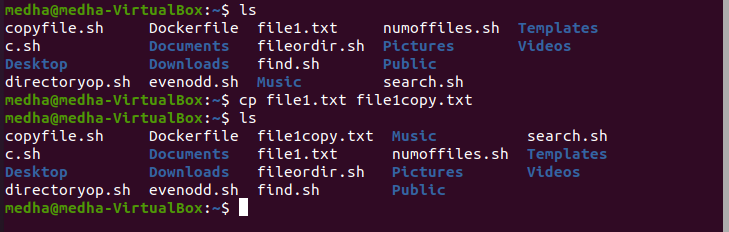 medha@medha-VirtualBox:~$ ls
copyfile.sh Dockerfile file1.txt numoffiles.sh Templates
c.sh Documents fileordir.sh Pictures Videos
Desktop Downloads find.sh Public
directoryop.sh evenodd.sh Music search.sh
medha@medha-VirtualBox:~$ cp file1.txt file1copy.txt
medha@medha-VirtualBox:~$ ls
copyfile.sh Dockerfile file1copy.txt Music search.sh
c.sh Documents file1.txt numoffiles.sh Templates
Desktop Downloads fileordir.sh Pictures Videos
directoryop.sh evenodd.sh find.sh Public
medha@medha-VirtualBox:~$